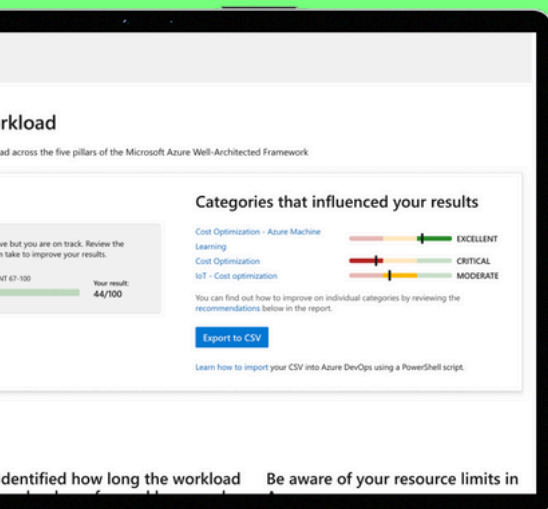 rkload
ad across the five pillars of the Microsoft Azure Well-Architected Framework
ve but you are on track. Review the
n take to improve your results.
NT 67-100
Your result:
44/100
Categories that influenced your results
Cost Optimization - Azure Machine
Learning
EXCELLENT
Cost Optimization
CRITICAL
IoT - Cost optimization
MODERATE
You can find out how to improve on individual categories by reviewing the
recommendations below in the report.
Export to CSV
Learn how to import your CSV into Azure DevOps using a PowerShell script.
identified how long the workload
Be aware of your resource limits in